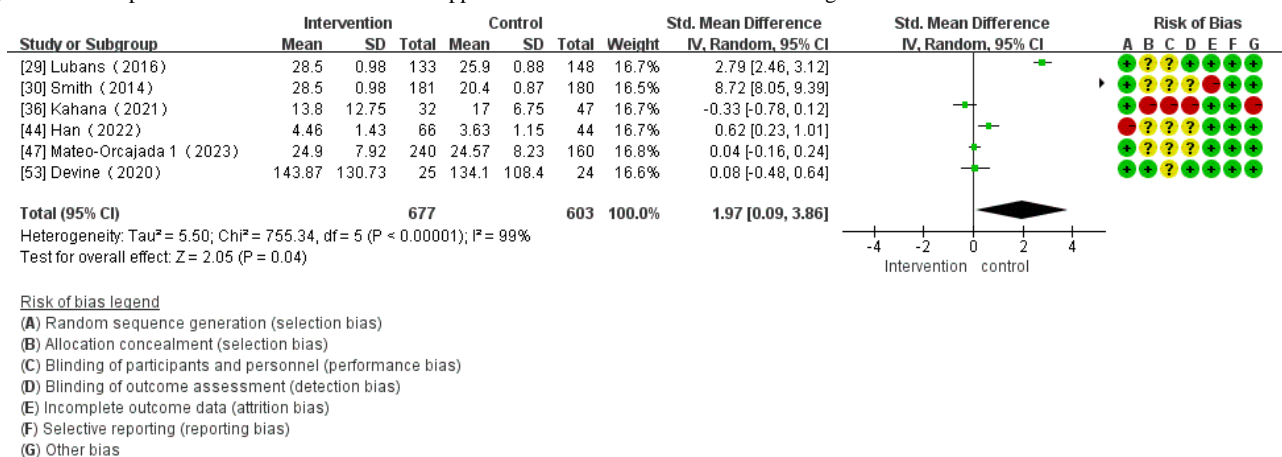 Intervention Control Std. Mean Difference Std. Mean Difference Risk of Bias
Study or Subgroup Mean SD Total Mean SD Total Weight IV, Random, 95% CI IV, Random, 95% CI A B C D E F G
[29] Lubans (2016) 28.5 0.98 133 25.9 0.88 148 16.7% 2.79 [2.46, 3.12] + ? ? + + + +
[30] Smith (2014) 28.5 0.98 181 20.4 0.87 180 16.5% 8.72 [8.05, 9.39] + ? ? ? - + +
[36] Kahana (2021) 13.8 12.75 32 17 6.75 47 16.7% -0.33 [-0.78, 0.12] + - - - + + -
[44] Han (2022) 4.46 1.43 66 3.63 1.15 44 16.7% 0.62 [0.23, 1.01] - ? ? ? + + +
[47] Mateo-Orcajada 1 (2023) 24.9 7.92 240 24.57 8.23 160 16.8% 0.04 [-0.16, 0.24] + ? ? ? + + +
[53] Devine (2020) 143.87 130.73 25 134.1 108.4 24 16.6% 0.08 [-0.48, 0.64] + + ? + + + +
Total (95% CI) 677 603 100.0% 1.97 [0.09, 3.86]
Heterogeneity: Tau² = 5.50; Chi² = 755.34, df = 5 (P < 0.00001); I² = 99%
Test for overall effect: Z = 2.05 (P = 0.04)
-4 -2 0 2 4
Intervention control
Risk of bias legend
(A) Random sequence generation (selection bias)
(B) Allocation concealment (selection bias)
(C) Blinding of participants and personnel (performance bias)
(D) Blinding of outcome assessment (detection bias)
(E) Incomplete outcome data (attrition bias)
(F) Selective reporting (reporting bias)
(G) Other bias